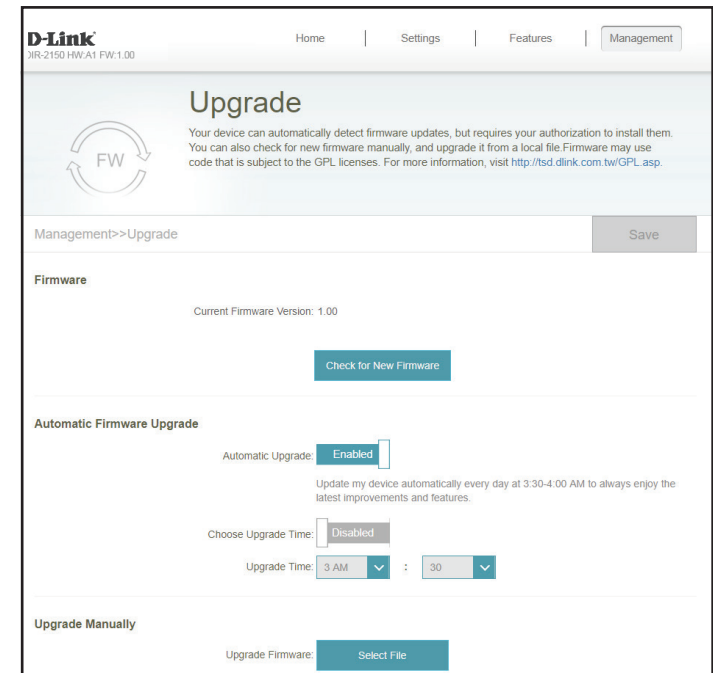 D-Link
DIR-2150 HW:A1 FW:1.00
Home | Settings | Features | Management
Upgrade
Your device can automatically detect firmware updates, but requires your authorization to install them.
You can also check for new firmware manually, and upgrade it from a local file.Firmware may use
code that is subject to the GPL licenses. For more information, visit http://tsd.dlink.com.tw/GPL.asp.
FW
Management>>Upgrade
Save
Firmware
Current Firmware Version: 1.00
Check for New Firmware
Automatic Firmware Upgrade
Automatic Upgrade: Enabled
Update my device automatically every day at 3:30-4:00 AM to always enjoy the
latest improvements and features.
Choose Upgrade Time: Disabled
Upgrade Time: 3 AM : 30
Upgrade Manually
Upgrade Firmware: Select File